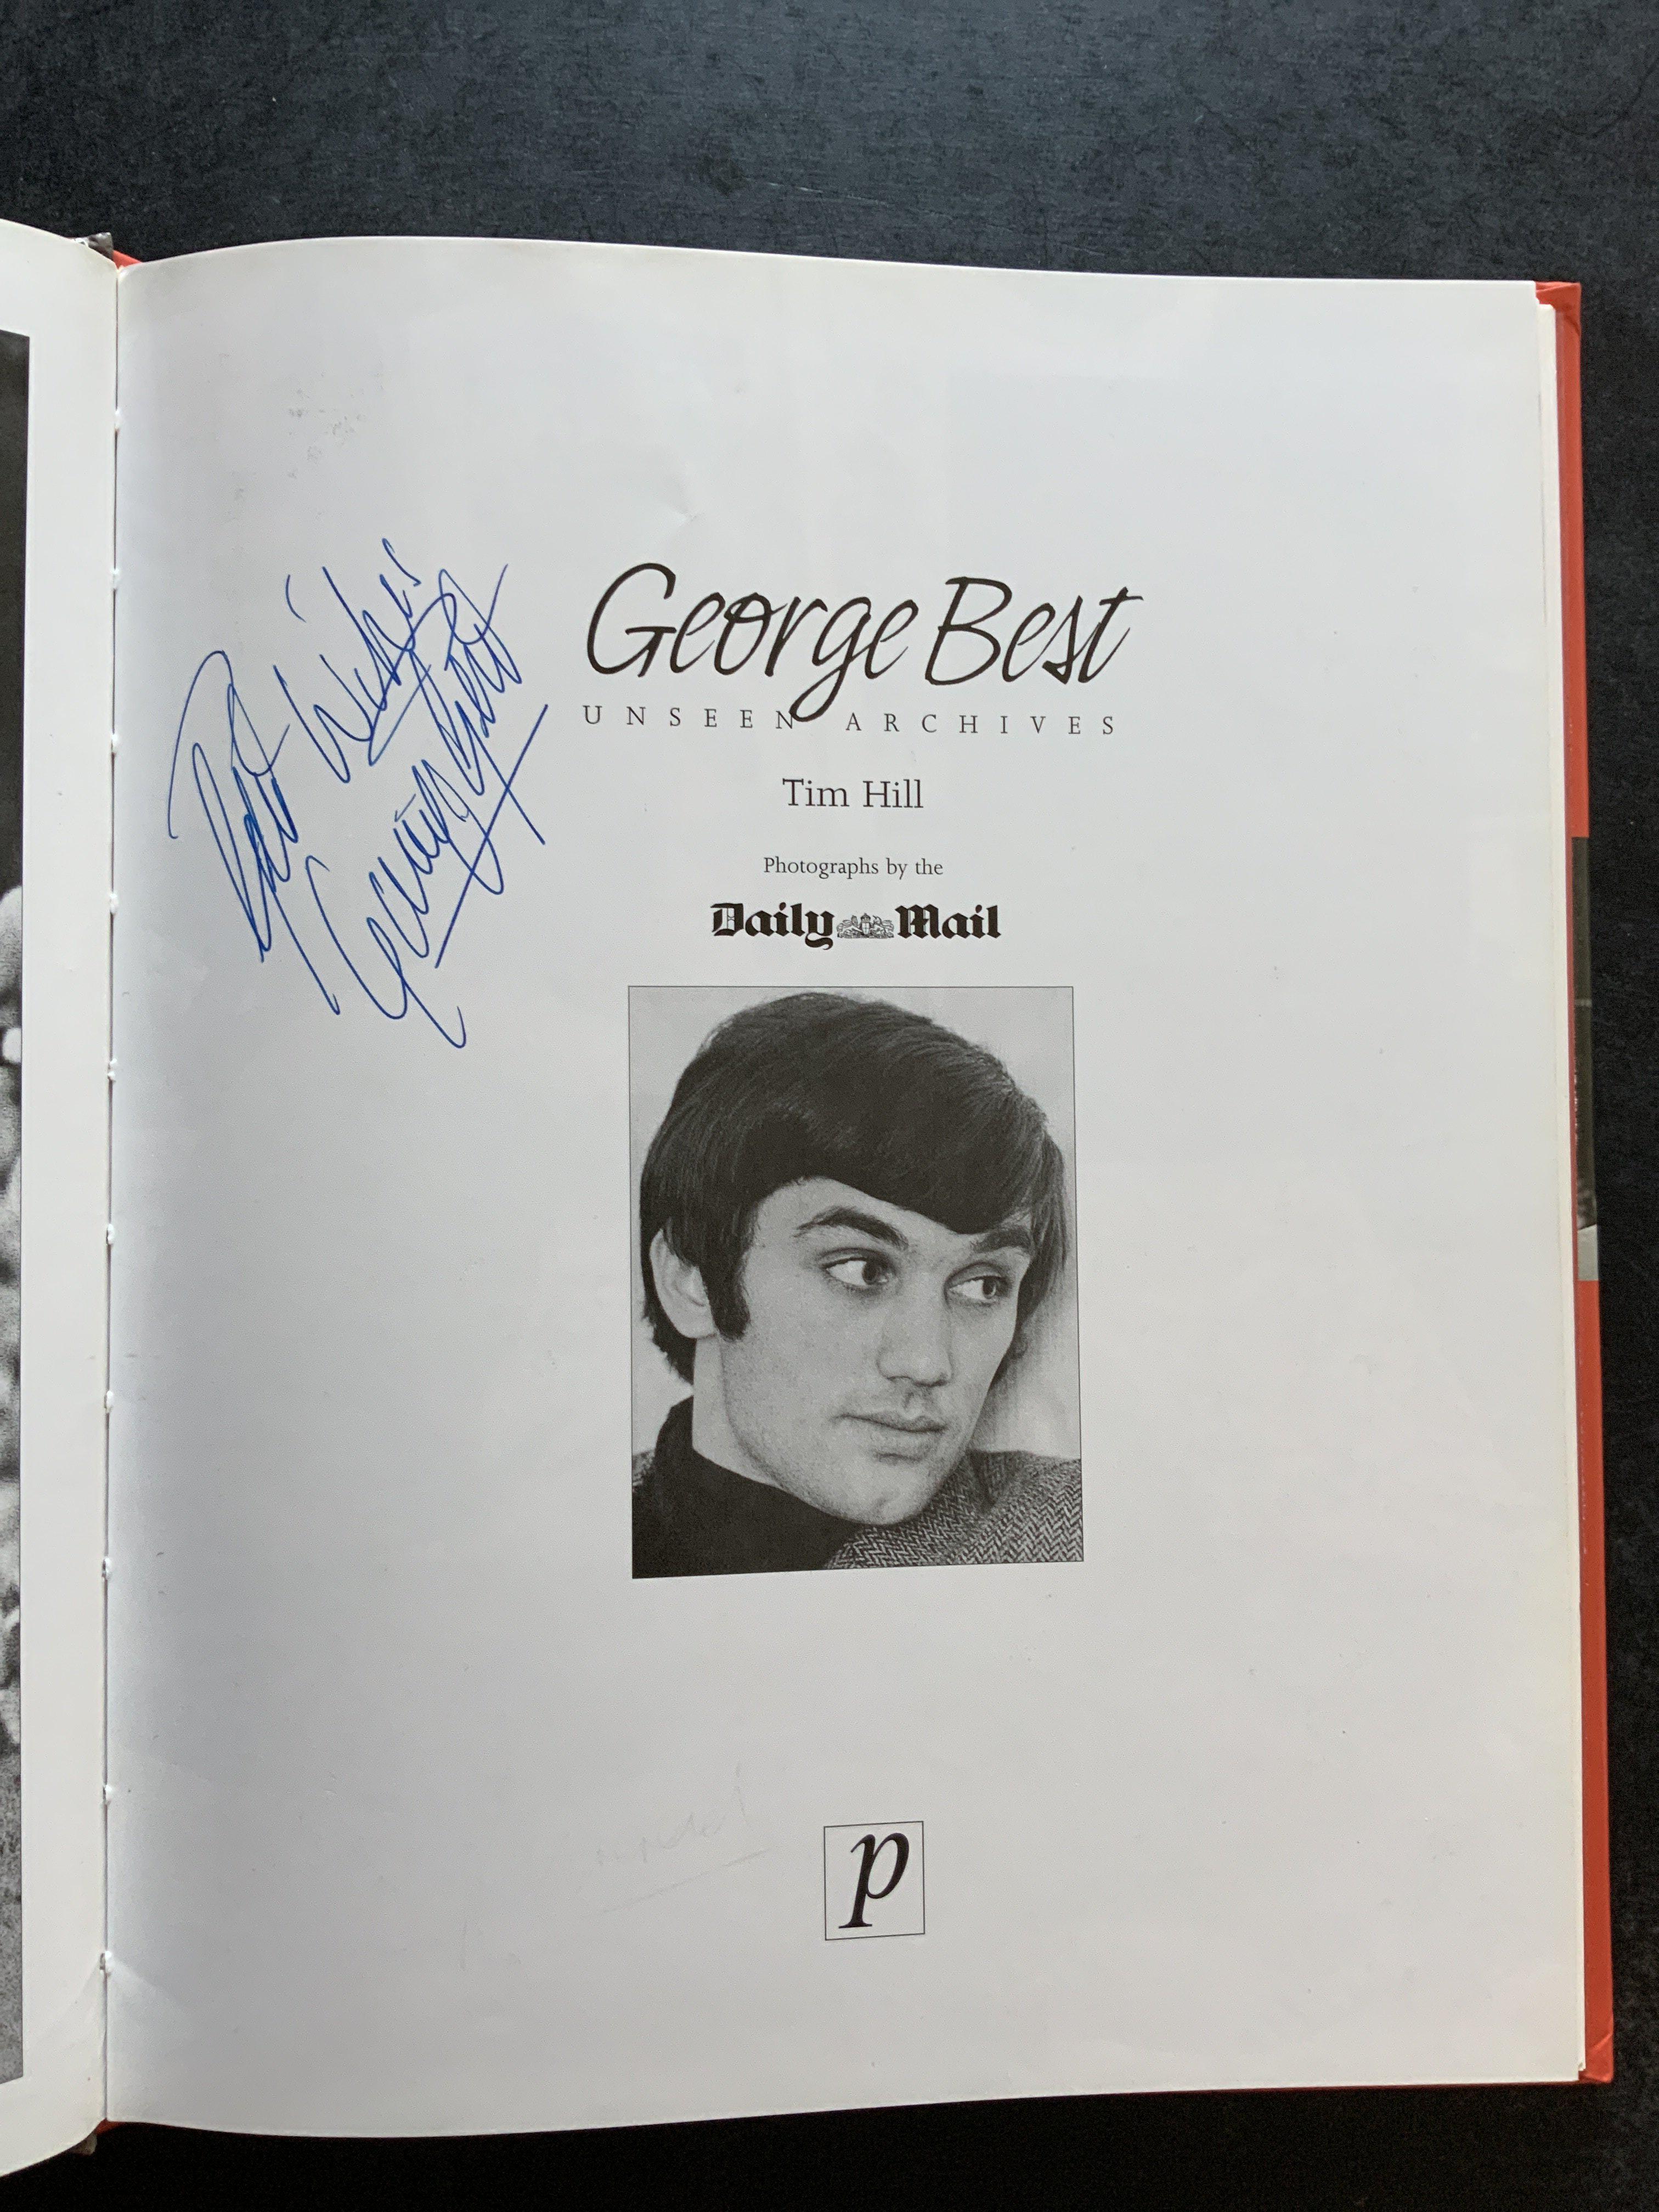 Best Wishes
George Best
George Best
UNSEEN ARCHIVES
Tim Hill
Photographs by the
Daily Mail
p